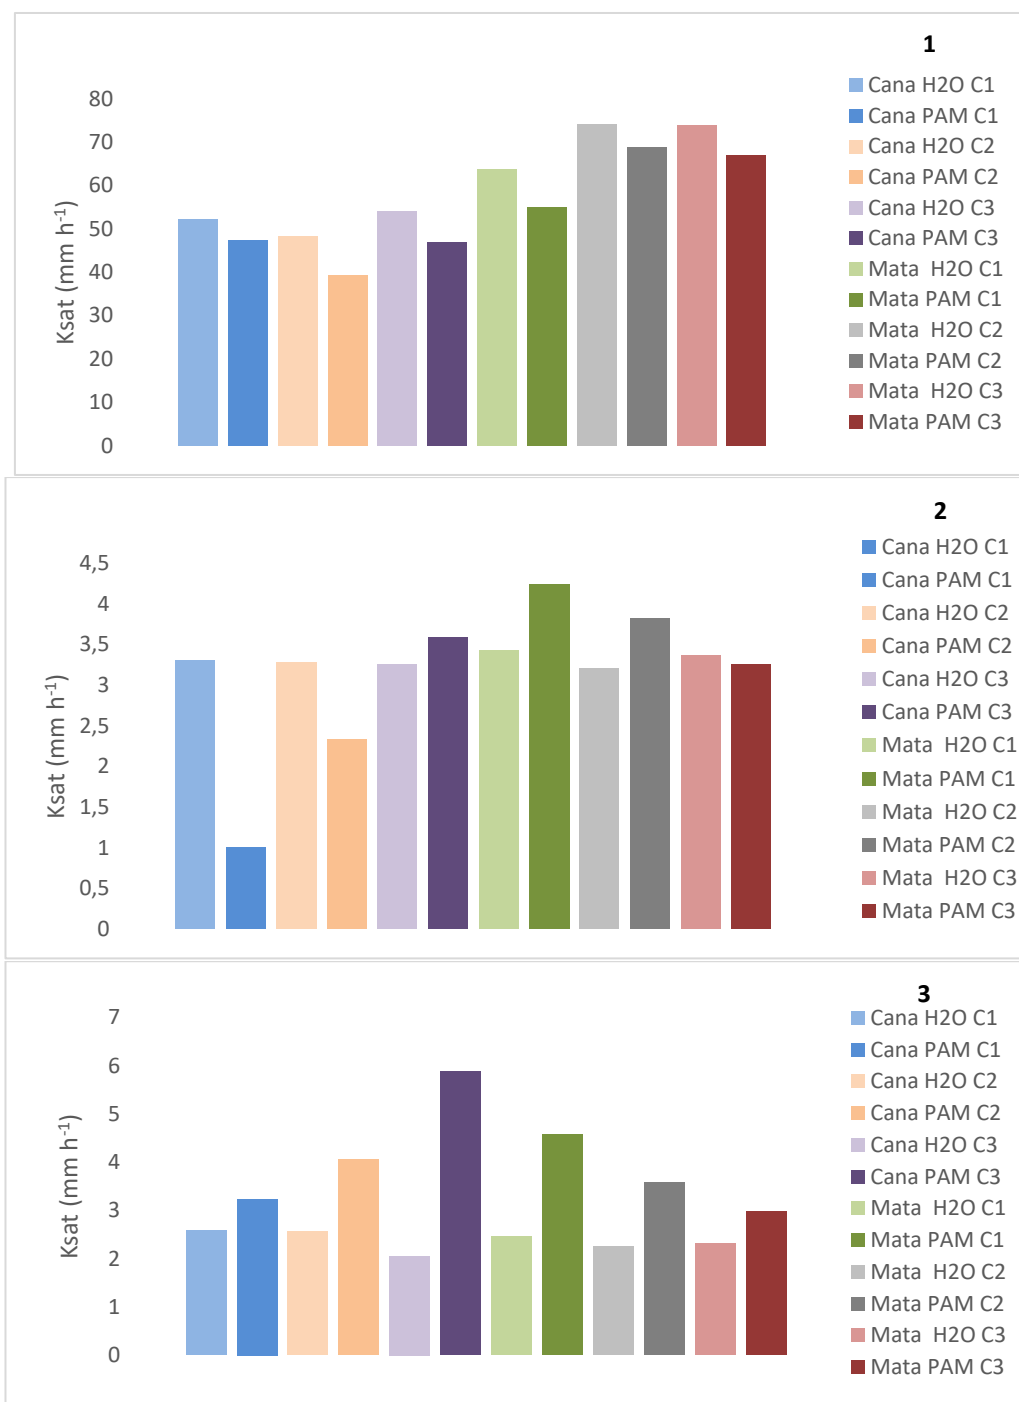 1
80
70
60
50
40
30
20
10
0
Ksat (mm h⁻¹)
Cana H2O C1
Cana PAM C1
Cana H2O C2
Cana PAM C2
Cana H2O C3
Cana PAM C3
Mata  H2O C1
Mata PAM C1
Mata  H2O C2
Mata PAM C2
Mata  H2O C3
Mata PAM C3
2
4,5
4
3,5
3
2,5
2
1,5
1
0,5
0
Ksat (mm h⁻¹)
Cana H2O C1
Cana PAM C1
Cana H2O C2
Cana PAM C2
Cana H2O C3
Cana PAM C3
Mata  H2O C1
Mata PAM C1
Mata  H2O C2
Mata PAM C2
Mata  H2O C3
Mata PAM C3
3
7
6
5
4
3
2
1
0
Ksat (mm h⁻¹)
Cana H2O C1
Cana PAM C1
Cana H2O C2
Cana PAM C2
Cana H2O C3
Cana PAM C3
Mata  H2O C1
Mata PAM C1
Mata  H2O C2
Mata PAM C2
Mata  H2O C3
Mata PAM C3